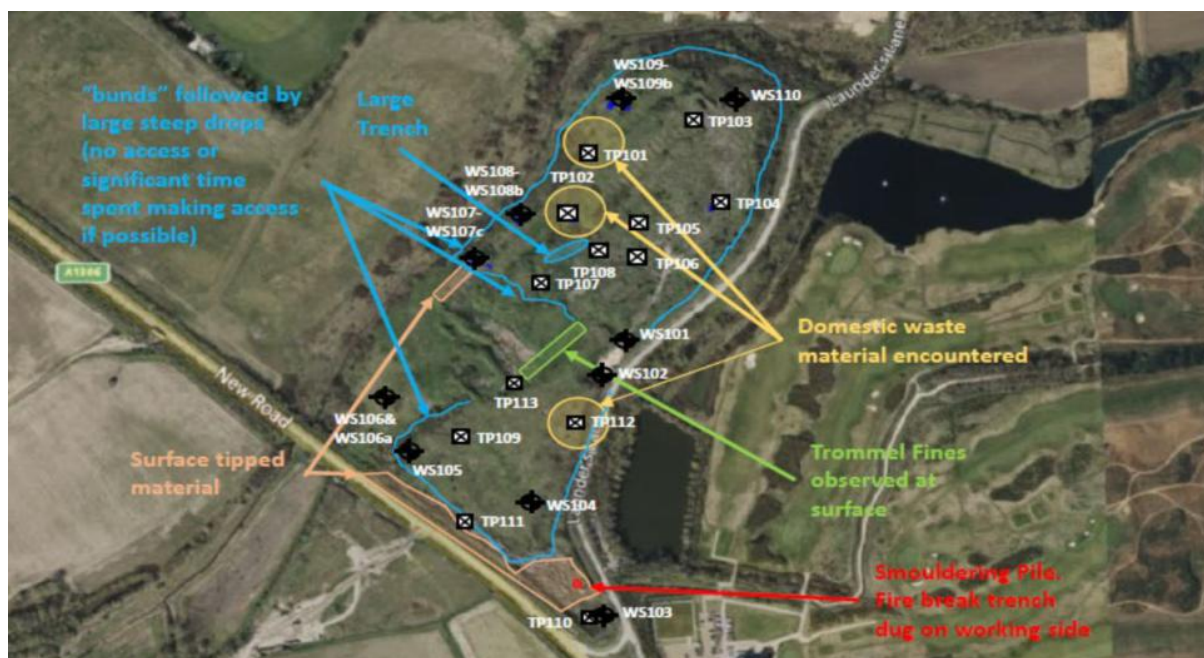 "bunds" followed by
large steep drops
(no access or
significant time
spent making access
if possible)
Large
Trench
WS109-
WS109b
WS110
TP103
TP101
WS108-
WS108b
TP102
TP104
WS107-
WS107c
TP105
TP108
TP106
TP107
A1306
WS101
Domestic waste
material encountered
New Road
WS102
TP113
WS106&
WS106a
TP112
TP109
Surface tipped
material
WS105
Trommel Fines
observed at
surface
WS104
TP111
Smouldering Pile.
Fire break trench
dug on working side
TP110
WS103